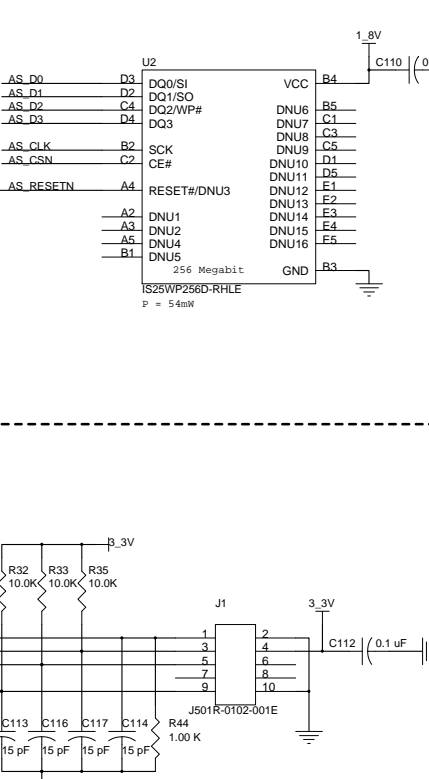 1_8V
C110 0
U2
AS_D0 D3 DQ0/SI VCC B4
AS_D1 D2 DQ1/SO
AS_D2 C4 DQ2/WP# DNU6 B5
AS_D3 D4 DQ3 DNU7 C1
DNU8 C3
AS_CLK B2 SCK DNU9 C5
AS_CSN C2 CE# DNU10 D1
DNU11 D5
AS_RESETN A4 RESET#/DNU3 DNU12 E1
DNU13 E2
A2 DNU1 DNU14 E3
A3 DNU2 DNU15 E4
A5 DNU4 DNU16 E5
B1 DNU5
256 Megabit GND B3
IS25WP256D-RHLE
P = 54mW
3_3V
R32 R33 R35
10.0K 10.0K 10.0K
J1 3_3V
1 2
3 4 C112 0.1 uF
5 6
7 8
9 10
J501R-0102-001E
C113 C116 C117 C114 R44
15 pF 15 pF 15 pF 15 pF 1.00 K